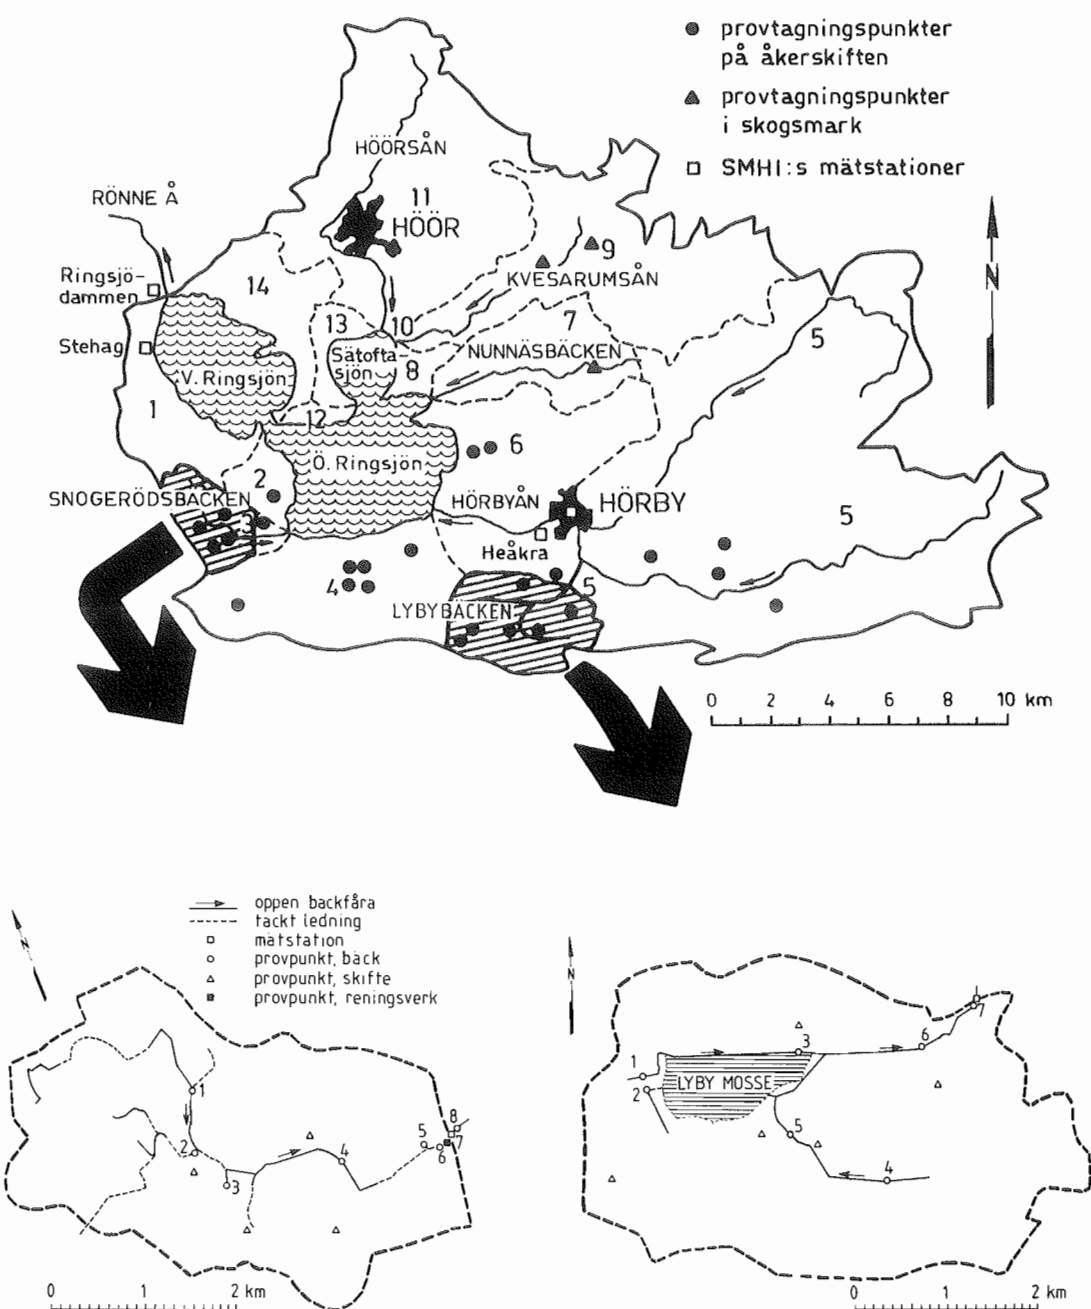 provtagningspunkter
på åkerskiften
provtagningspunkter
i skogsmark
SMHI:s mätstationer
HÖÖRSÅN
RÖNNE Å
11
HÖÖR
9
Ringsjö-
dammen
14
KVESARUMSÅN
N
13
10
7
5
Stehag
Sätofta-
sjön
NUNNÄSBÄCKEN
8
V. Ringsjön
1
12
6
Ö. Ringsjön
2
SNOGERÖDSBÄCKEN
HÖRBYÅN
HÖRBY
3
5
Heåkra
4
5
LYBYBÄCKEN
0 2 4 6 8 10 km
oppen backfåra
tackt ledning
matstation
provpunkt, bäck
provpunkt, skifte
provpunkt, reningsverk
N
1
2
3
4
5
6
7
8
0 1 2 km
N
1
2
3
6
7
LYBY MOSSE
5
4
0 1 2 km